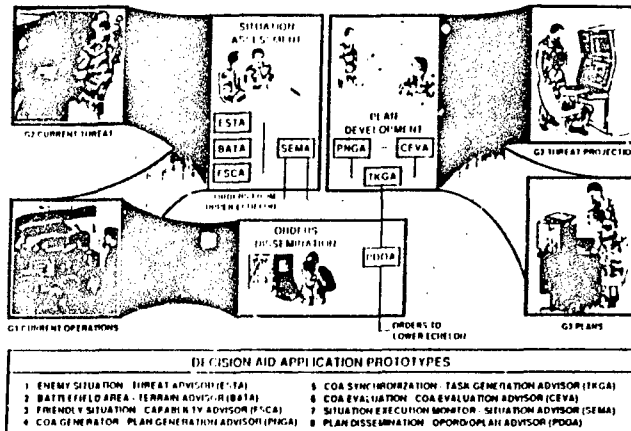 SITUATION
ASSESSMENT
ESTA
BATA
FSCA
SEMA
PLAN
DEVELOPMENT
PNGA
CEVA
TKGA
G2 CURRENT THREAT
G2 THREAT PROJECTION
ORDERS FROM
UPPER ECHELON
ORDERS
DISSEMINATION
PDOA
G3 CURRENT OPERATIONS
ORDERS TO
LOWER ECHELON
G3 PLANS
DECISION AID APPLICATION PROTOTYPES
1 ENEMY SITUATION - THREAT ADVISOR (ESTA)
2 BATTLEFIELD AREA - TERRAIN ADVISOR (BATA)
3 FRIENDLY SITUATION - CAPABILITY ADVISOR (FSCA)
4 COA GENERATOR - PLAN GENERATION ADVISOR (PNGA)
5 COA SYNCHRONIZATION - TASK GENERATION ADVISOR (TKGA)
6 COA EVALUATION - COA EVALUATION ADVISOR (CEVA)
7 SITUATION EXECUTION MONITOR - SITUATION ADVISOR (SEMA)
8 PLAN DISSEMINATION - OPORD/OPLAN ADVISOR (PDOA)